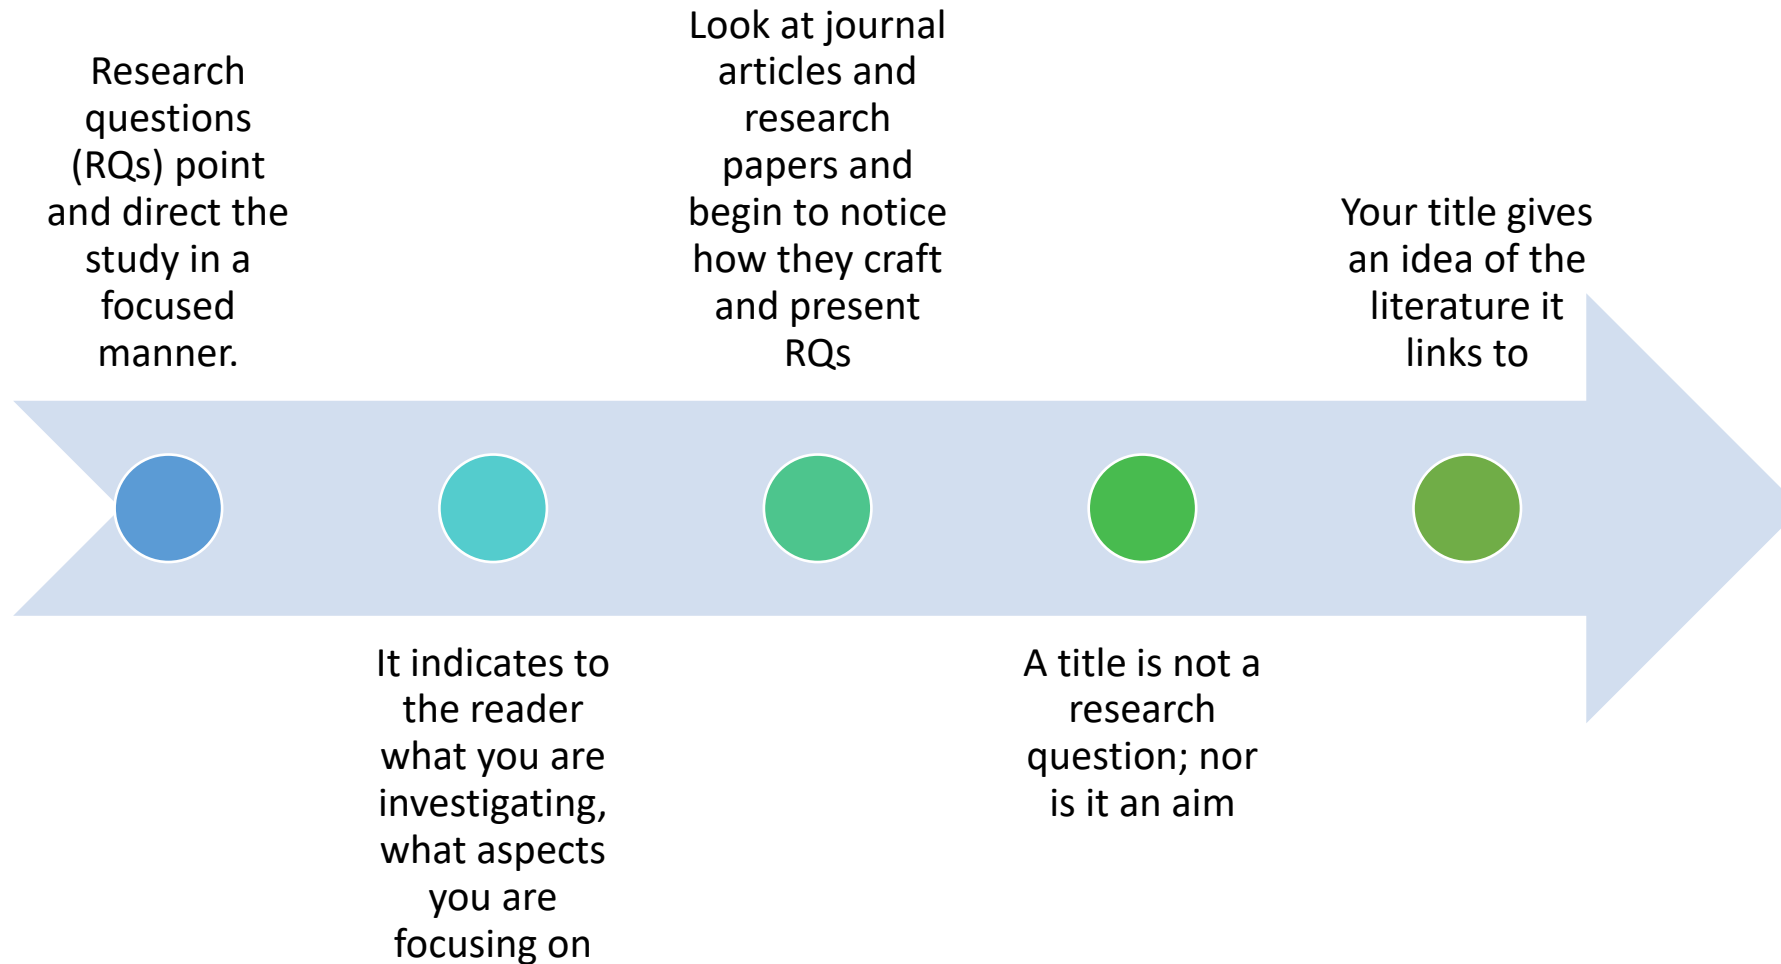 Research
questions
(RQs) point
and direct the
study in a
focused
manner.
It indicates to
the reader
what you are
investigating,
what aspects
you are
focusing on
Look at journal
articles and
research
papers and
begin to notice
how they craft
and present
RQs
A title is not a
research
question; nor
is it an aim
Your title gives
an idea of the
literature it
links to